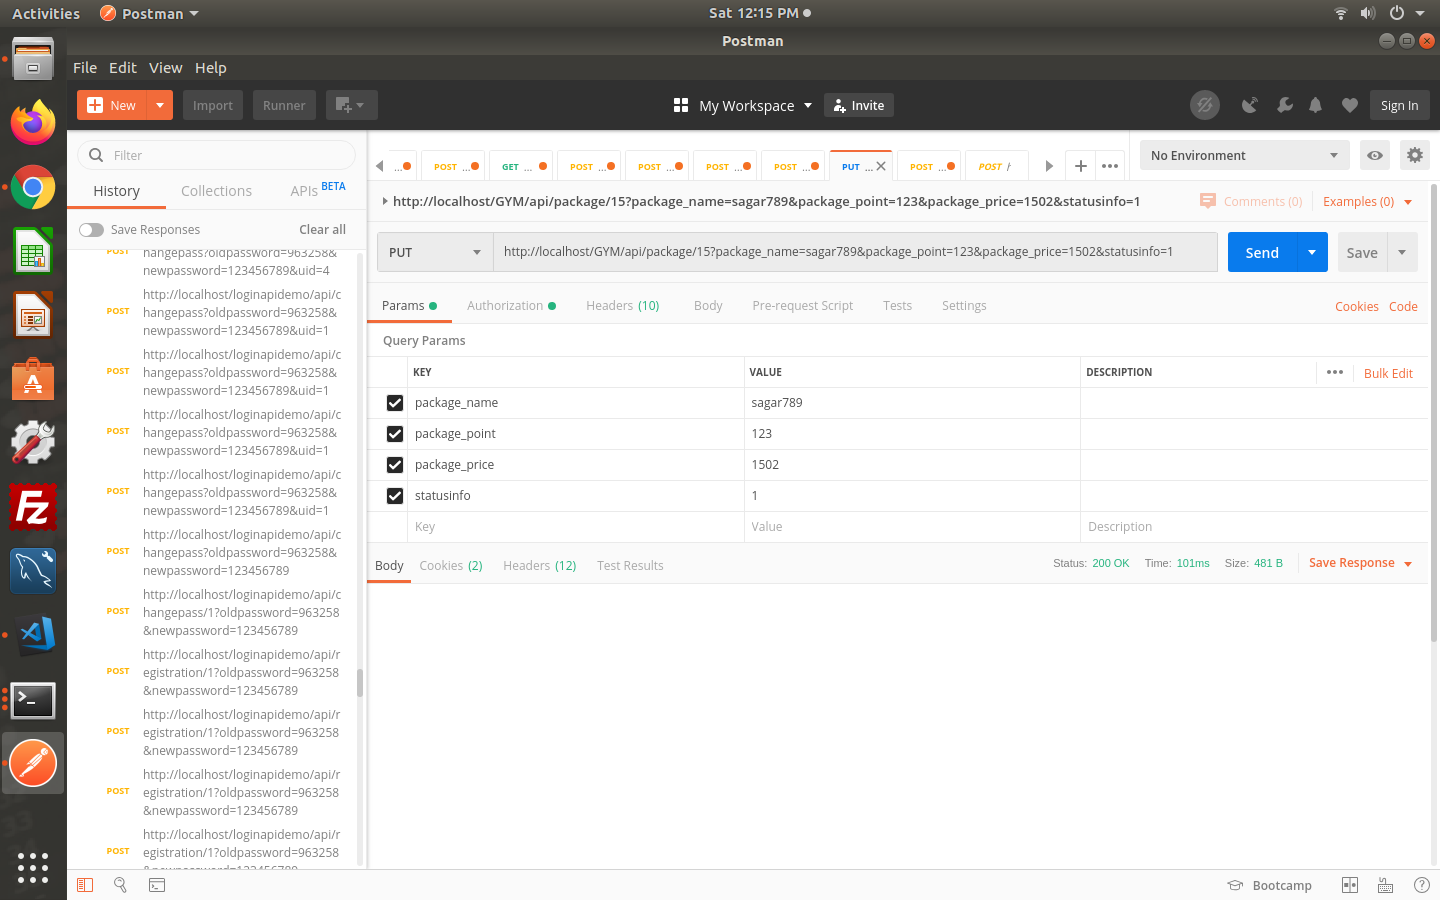 Activities
Postman
Sat 12:15 PM
Postman
File Edit View Help
New
Import
Runner
My Workspace
Invite
Sign In
Filter
History
Collections
APIs BETA
Save Responses
Clear all
POST
hangepass?oldpassword=963258&
newpassword=123456789&uid=4
http://localhost/loginapidemo/api/c
POST hangepass?oldpassword=963258&
newpassword=123456789&uid=1
http://localhost/loginapidemo/api/c
POST hangepass?oldpassword=963258&
newpassword=123456789&uid=1
http://localhost/loginapidemo/api/c
POST hangepass?oldpassword=963258&
newpassword=123456789&uid=1
http://localhost/loginapidemo/api/c
POST hangepass?oldpassword=963258&
newpassword=123456789&uid=1
http://localhost/loginapidemo/api/c
POST hangepass?oldpassword=963258&
newpassword=123456789
http://localhost/loginapidemo/api/c
POST hangepass/1?oldpassword=963258
&newpassword=123456789
http://localhost/loginapidemo/api/r
POST egistration/1?oldpassword=963258
&newpassword=123456789
http://localhost/loginapidemo/api/r
POST egistration/1?oldpassword=963258
&newpassword=123456789
http://localhost/loginapidemo/api/r
POST egistration/1?oldpassword=963258
&newpassword=123456789
http://localhost/loginapidemo/api/r
POST egistration/1?oldpassword=963258
... POST ... GET ... POST ... POST ... POST ... POST ... PUT ... POST ... POST
No Environment
http://localhost/GYM/api/package/15?package_name=sagar789&package_point=123&package_price=1502&statusinfo=1
Comments (0)
Examples (0)
PUT
http://localhost/GYM/api/package/15?package_name=sagar789&package_point=123&package_price=1502&statusinfo=1
Send
Save
Params
Authorization
Headers (10)
Body
Pre-request Script
Tests
Settings
Cookies
Code
Query Params
KEY VALUE DESCRIPTION
Bulk Edit
package_name sagar789
package_point 123
package_price 1502
statusinfo 1
Key Value Description
Body
Cookies (2)
Headers (12)
Test Results
Status: 200 OK
Time: 101ms
Size: 481 B
Save Response
Bootcamp